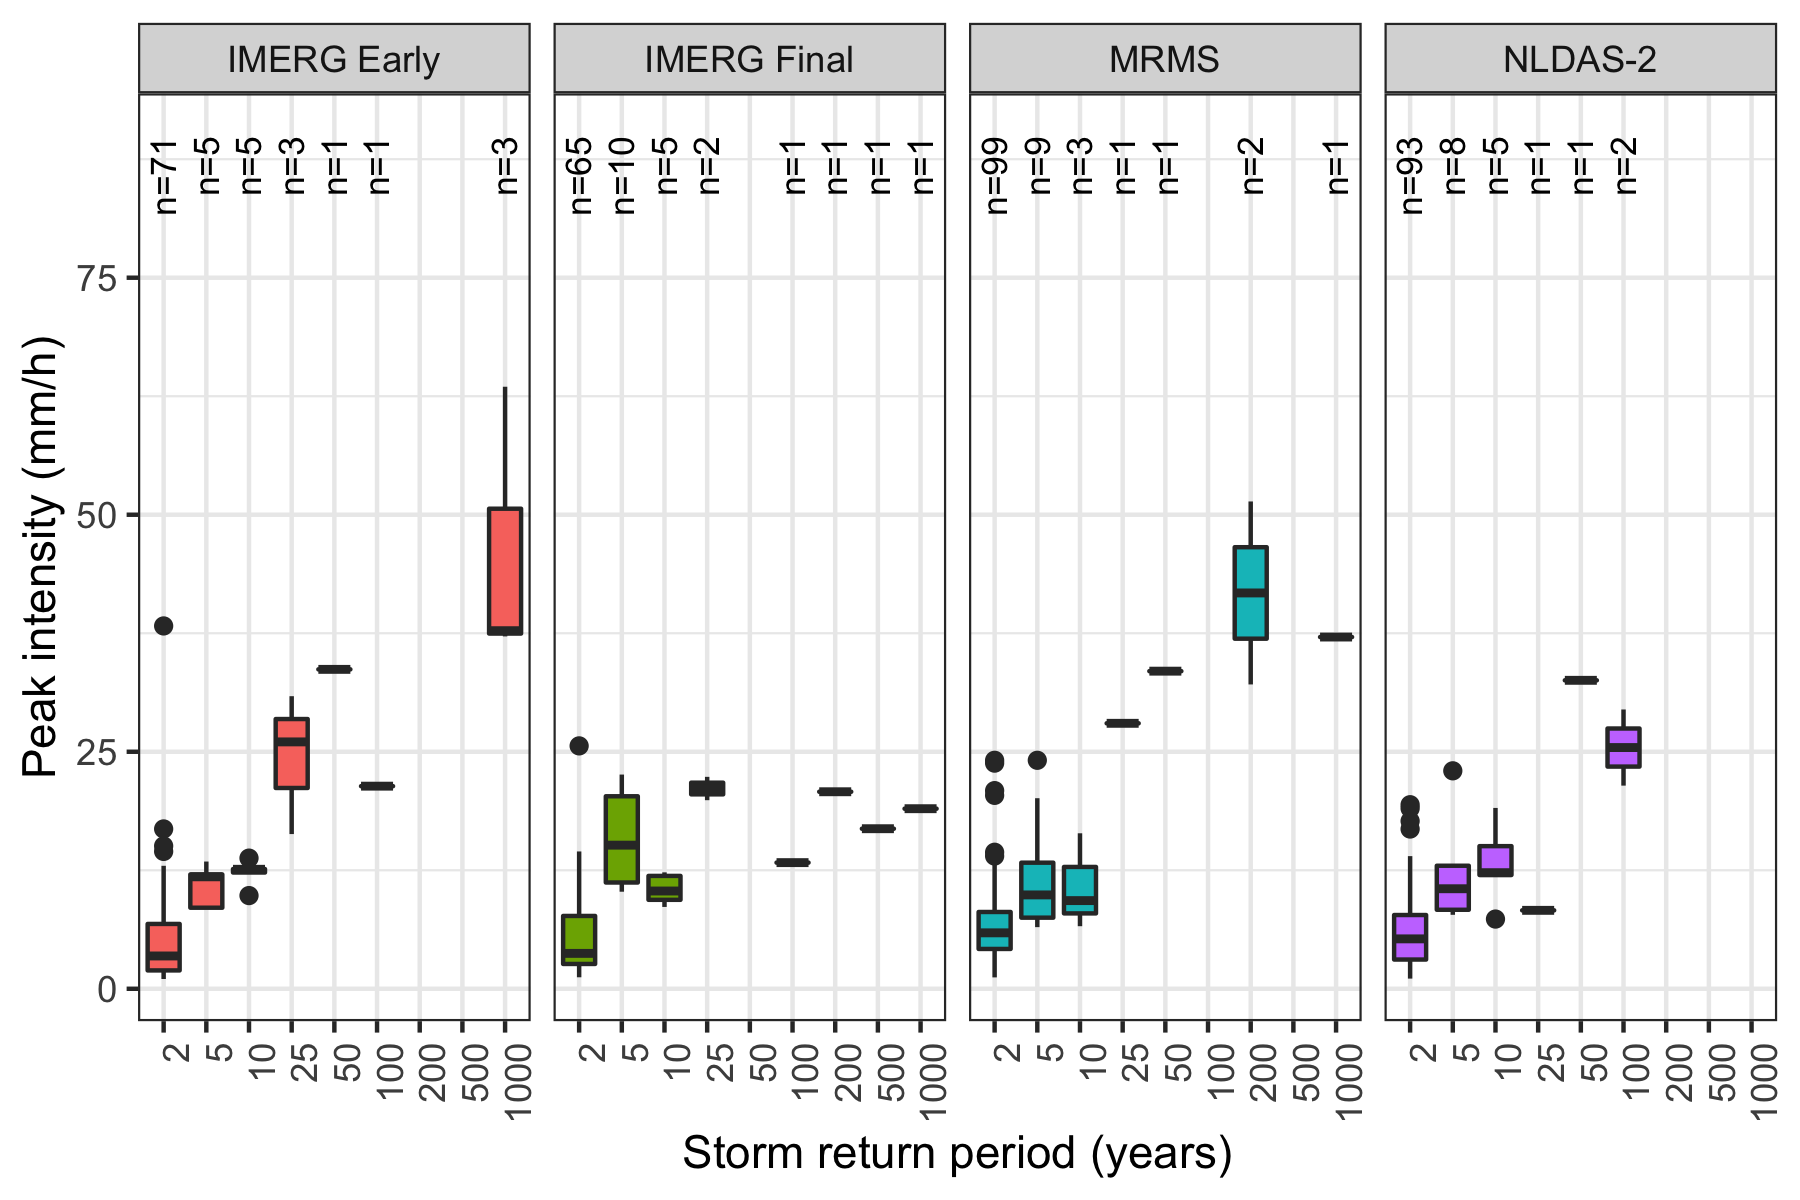 IMERG Early IMERG Final MRMS NLDAS-2
n=71 n=5 n=5 n=3 n=1 n=1 n=3 n=65 n=10 n=5 n=2 n=1 n=1 n=1 n=1 n=99 n=9 n=3 n=1 n=1 n=2 n=1 n=93 n=8 n=5 n=1 n=1 n=2
75
50
25
0
Peak intensity (mm/h)
2 5 10 25 50 100 200 500 1000 2 5 10 25 50 100 200 500 1000 2 5 10 25 50 100 200 500 1000 2 5 10 25 50 100 200 500 1000
Storm return period (years)